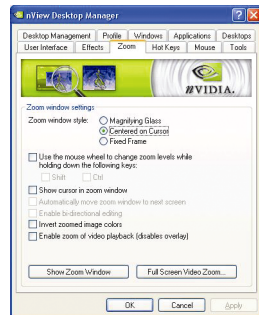 nView Desktop Manager
Desktop Management Profile Windows Applications Desktops
User Interface Effects Zoom Hot Keys Mouse Tools
NVIDIA.
Zoom window settings
Zoom window style: Magnifying Glass
Centered on Cursor
Fixed Frame
Use the mouse wheel to change zoom levels while
holding down the following keys:
Shift Ctrl
Show cursor in zoom window
Automatically move zoom window to next screen
Enable bi-directional editing
Invert zoomed image colors
Enable zoom of video playback (disables overlay)
Show Zoom Window Full Screen Video Zoom...
OK Cancel Apply